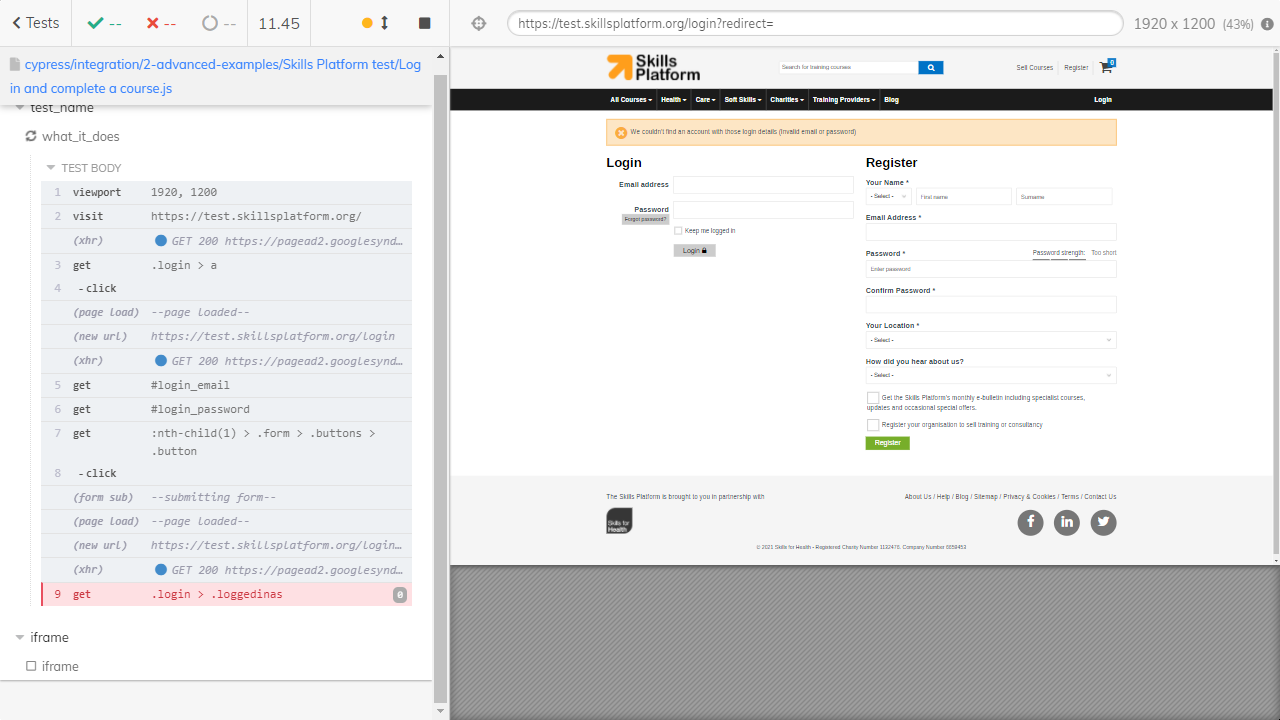 Tests
--
--
--
11.45
https://test.skillsplatform.org/login?redirect=
1920 x 1200 (43%)
cypress/integration/2-advanced-examples/Skills Platform test/Log
in and complete a course.js
test_name
what_it_does
TEST BODY
1 viewport 1920, 1200
2 visit https://test.skillsplatform.org/
(xhr) GET 200 https://pagead2.googlesynd...
3 get .login > a
4 -click
(page load) --page loaded--
(new url) https://test.skillsplatform.org/login
(xhr) GET 200 https://pagead2.googlesynd...
5 get #login_email
6 get #login_password
7 get :nth-child(1) > .form > .buttons >
.button
8 -click
(form sub) --submitting form--
(page load) --page loaded--
(new url) https://test.skillsplatform.org/login...
(xhr) GET 200 https://pagead2.googlesynd...
9 get .login > .loggedinas 0
iframe
iframe
Skills
Platform
Search for training courses
Sell Courses Register 0
All Courses Health Care Soft Skills Charities Training Providers Blog Login
We couldn't find an account with those login details (Invalid email or password)
Login
Email address
Password
Forgot password?
Keep me logged in
Login
Register
Your Name *
- Select - First name Surname
Email Address *
Password * Password strength: Too short
Enter password
Confirm Password *
Your Location *
- Select -
How did you hear about us?
- Select -
Get the Skills Platform's monthly e-bulletin including specialist courses,
updates and occasional special offers.
Register your organisation to sell training or consultancy
Register
The Skills Platform is brought to you in partnership with
Skills for
Health
About Us / Help / Blog / Sitemap / Privacy & Cookies / Terms / Contact Us
© 2021 Skills for Health - Registered Charity Number 1132476. Company Number 6659453